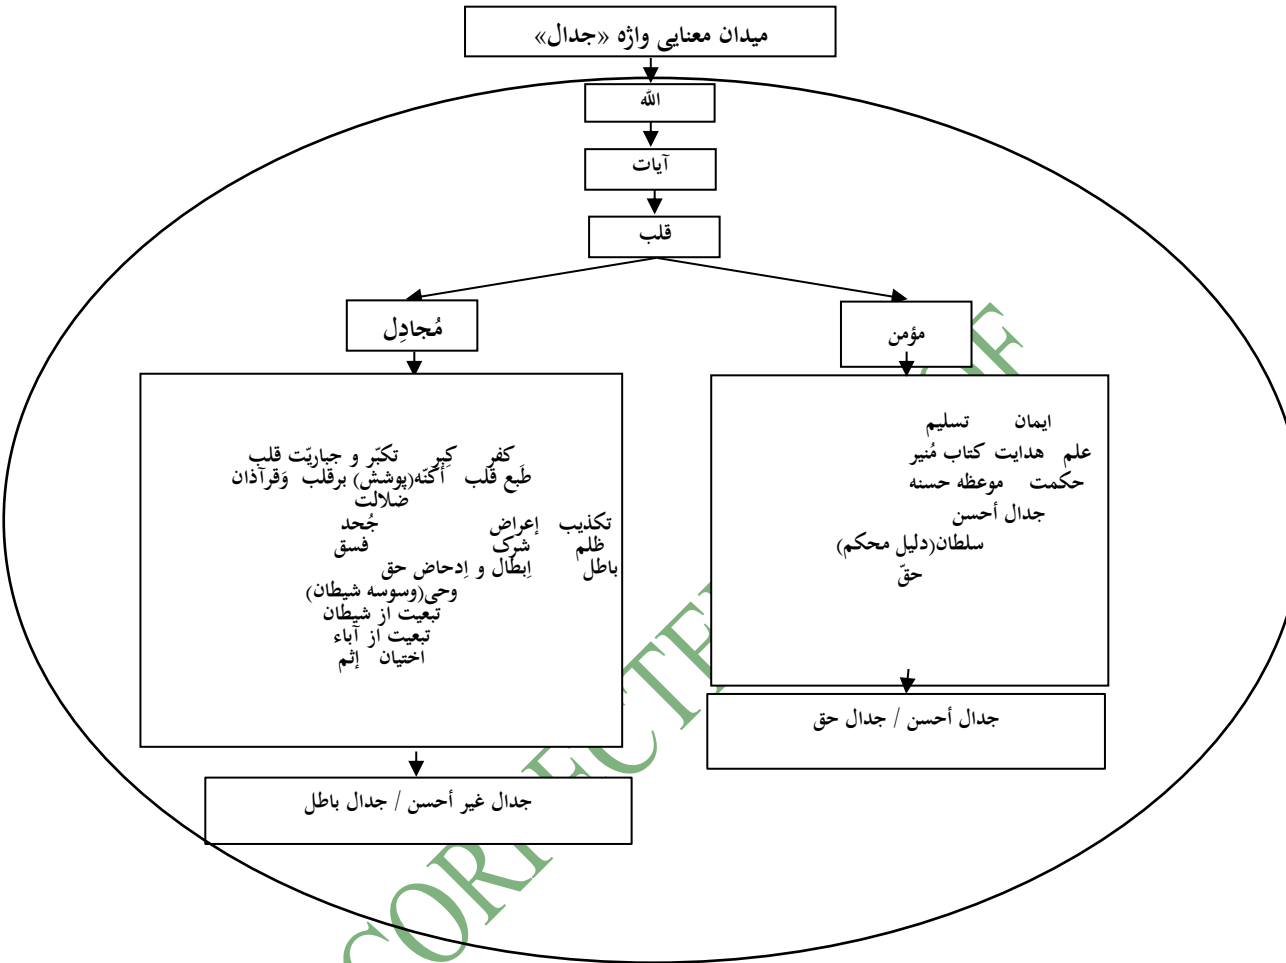 میدان معنایی واژه «جدال»
الله
آیات
قلب
مؤمن
مُجادِل
ایمان تسلیم
علم هدایت کتاب مُنیر
حکمت موعظه حسنه
جدال أحسن
سلطان(دلیل محکم)
حقّ
جدال أحسن / جدال حق
کفر کِبر تکبّر و جباریّت قلب
طَبع قلب أکنّه(پوشش) برقلب وَقرآذان
ضلالت
تکذیب إعراض جُحد
ظلم شرک فسق
باطل اِبطال و اِدحاض حق
وحی(وسوسه شیطان)
تبعیت از شیطان
تبعیت از آباء
اختیان إثم
جدال غیر أحسن / جدال باطل